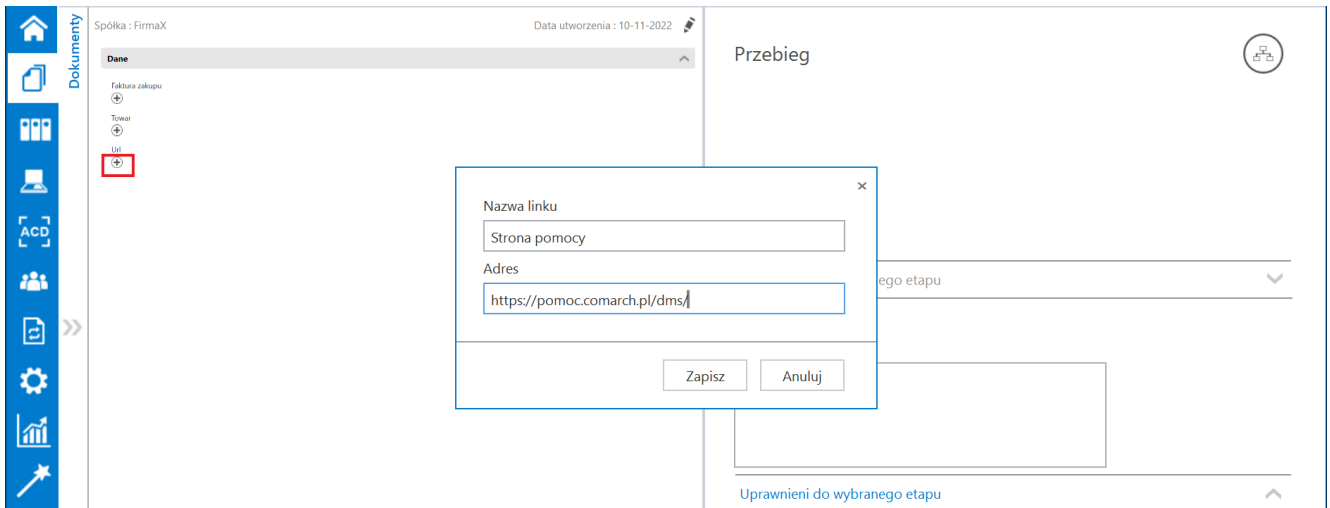 Dokumenty
Spółka : FirmaX
Data utworzenia : 10-11-2022
Dane
Faktura zakupu
Towar
Url
ACD
Przebieg
Nazwa linku
Strona pomocy
Adres
https://pomoc.comarch.pl/dms/
Zapisz
Anuluj
ego etapu
Uprawnieni do wybranego etapu